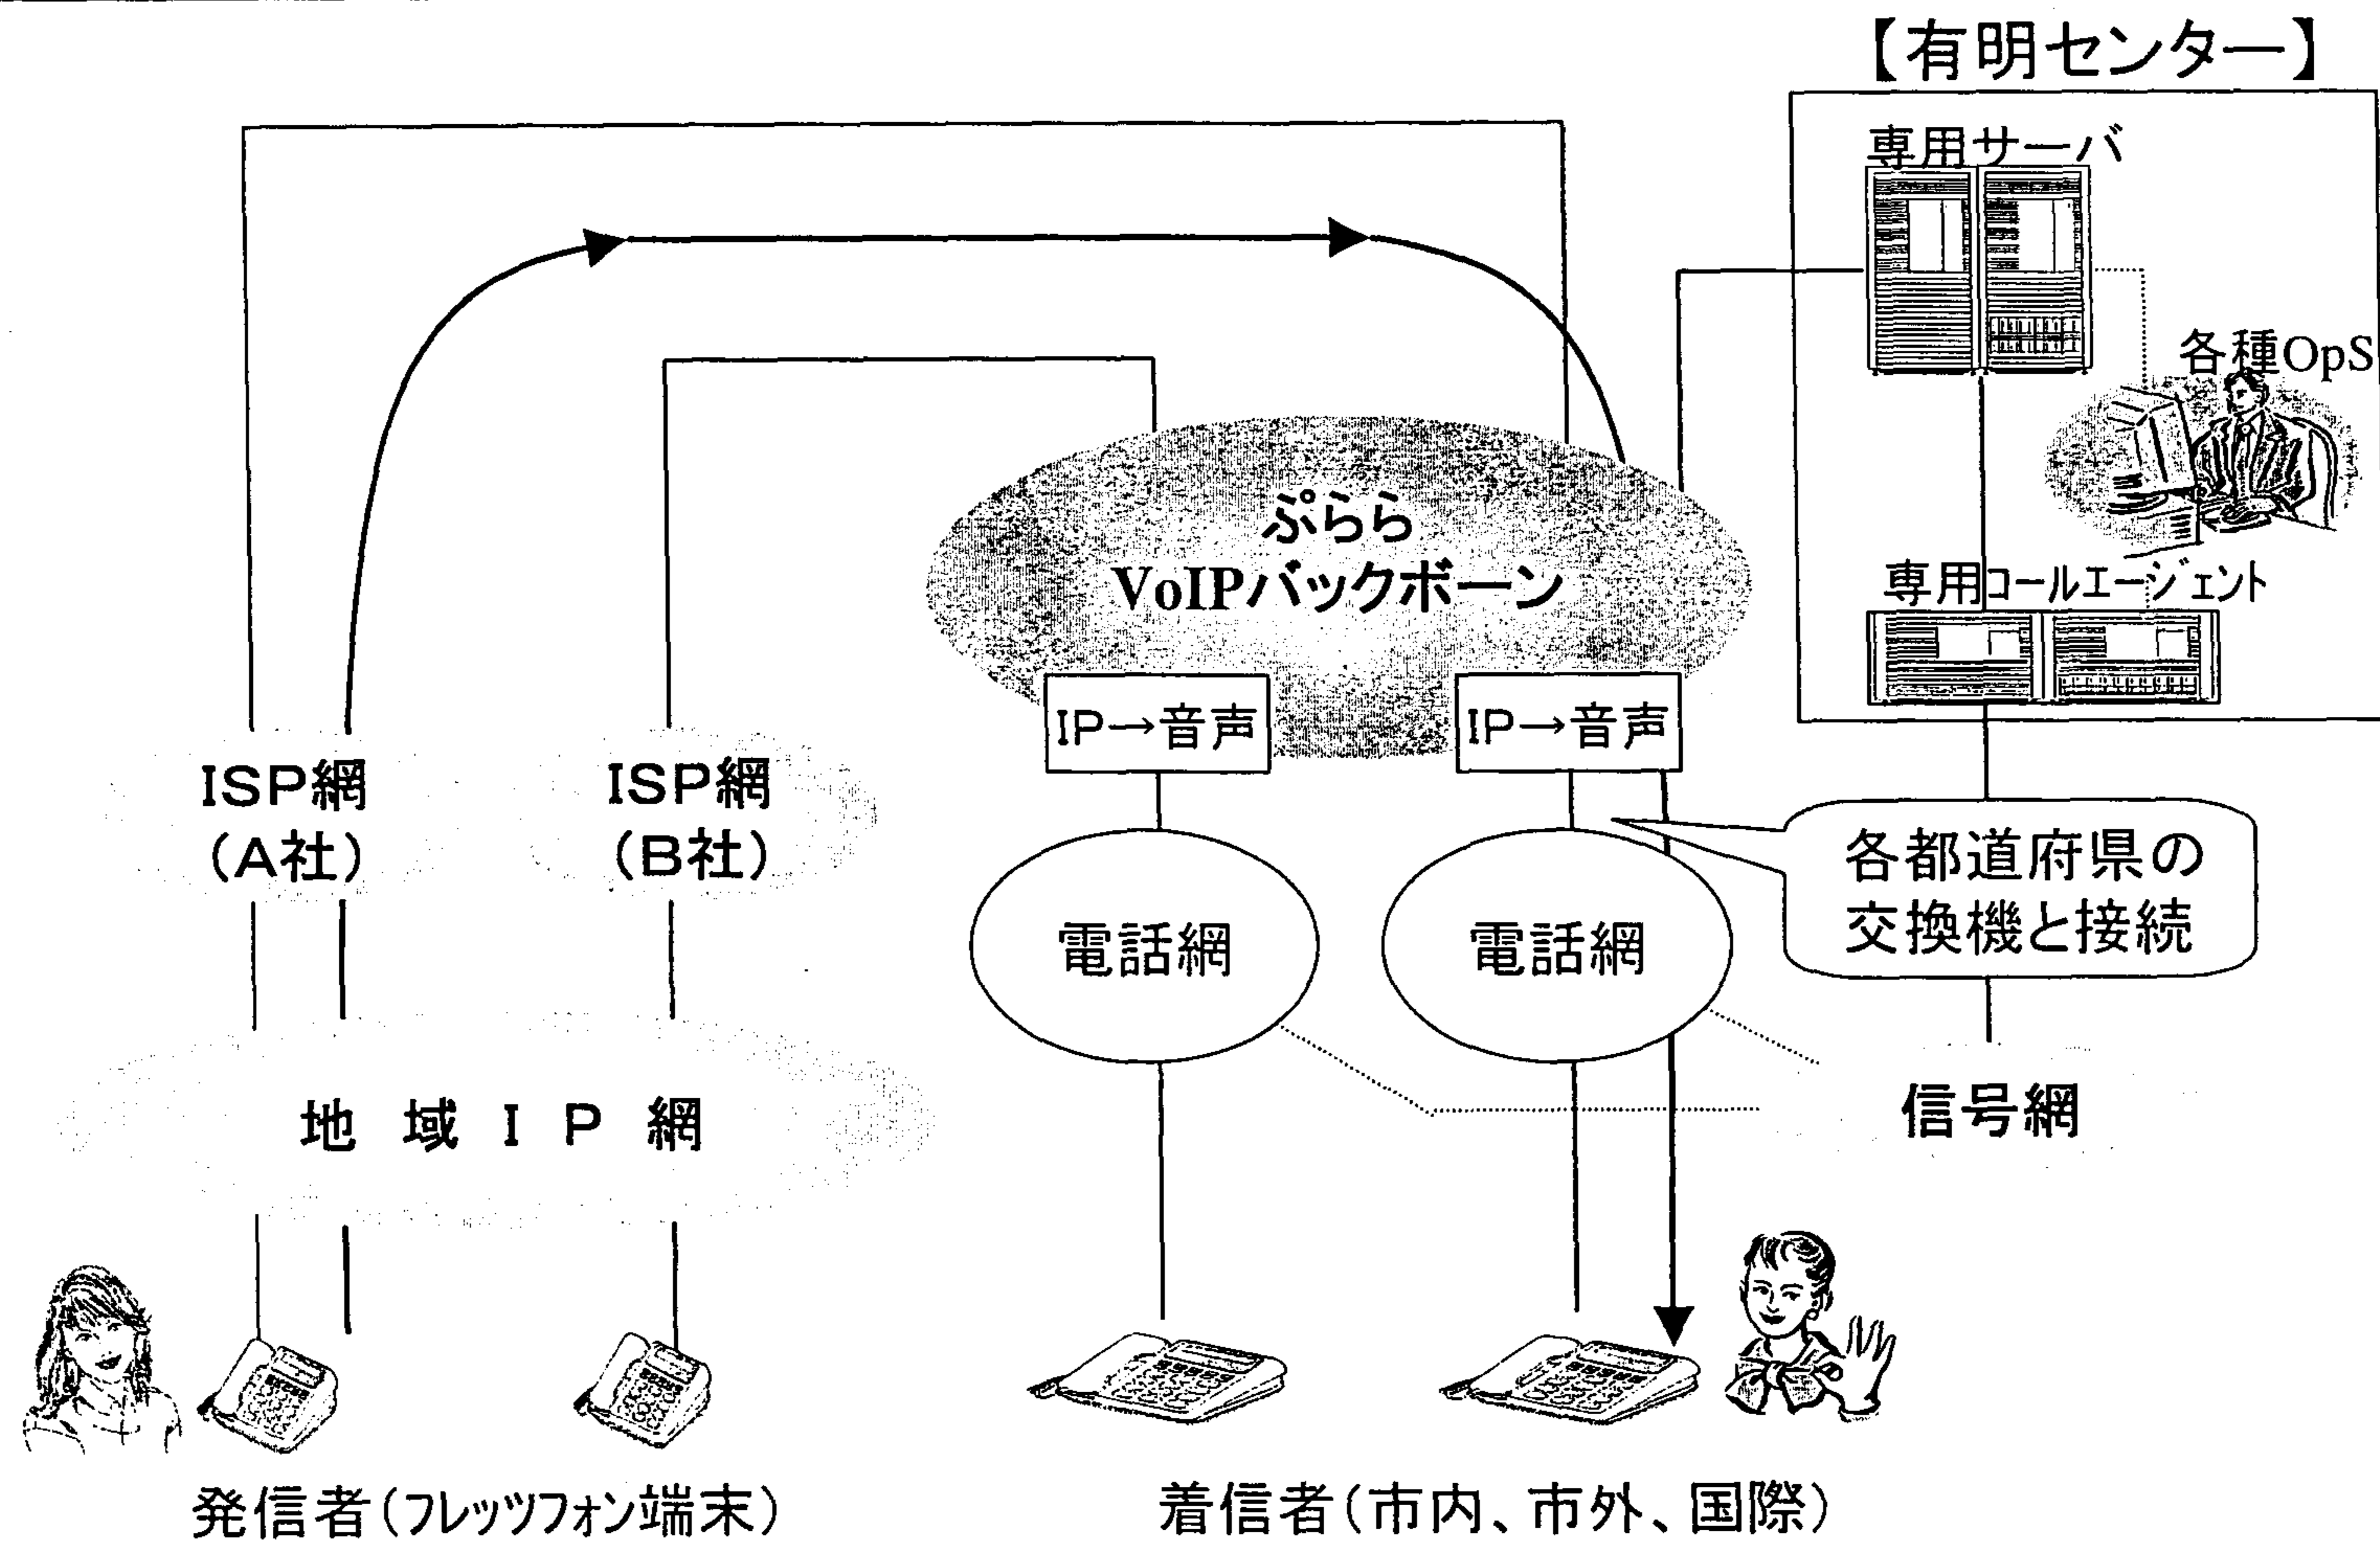 【有明センター】
専用サーバ
各種OpS
ぷらら
VoIPバックボーン
専用コールエージェント
IP→音声
IP→音声
ISP網
(A社)
ISP網
(B社)
各都道府県の
交換機と接続
電話網
電話網
地域IP網
信号網
発信者(フレッツフォン端末)
着信者(市内、市外、国際)